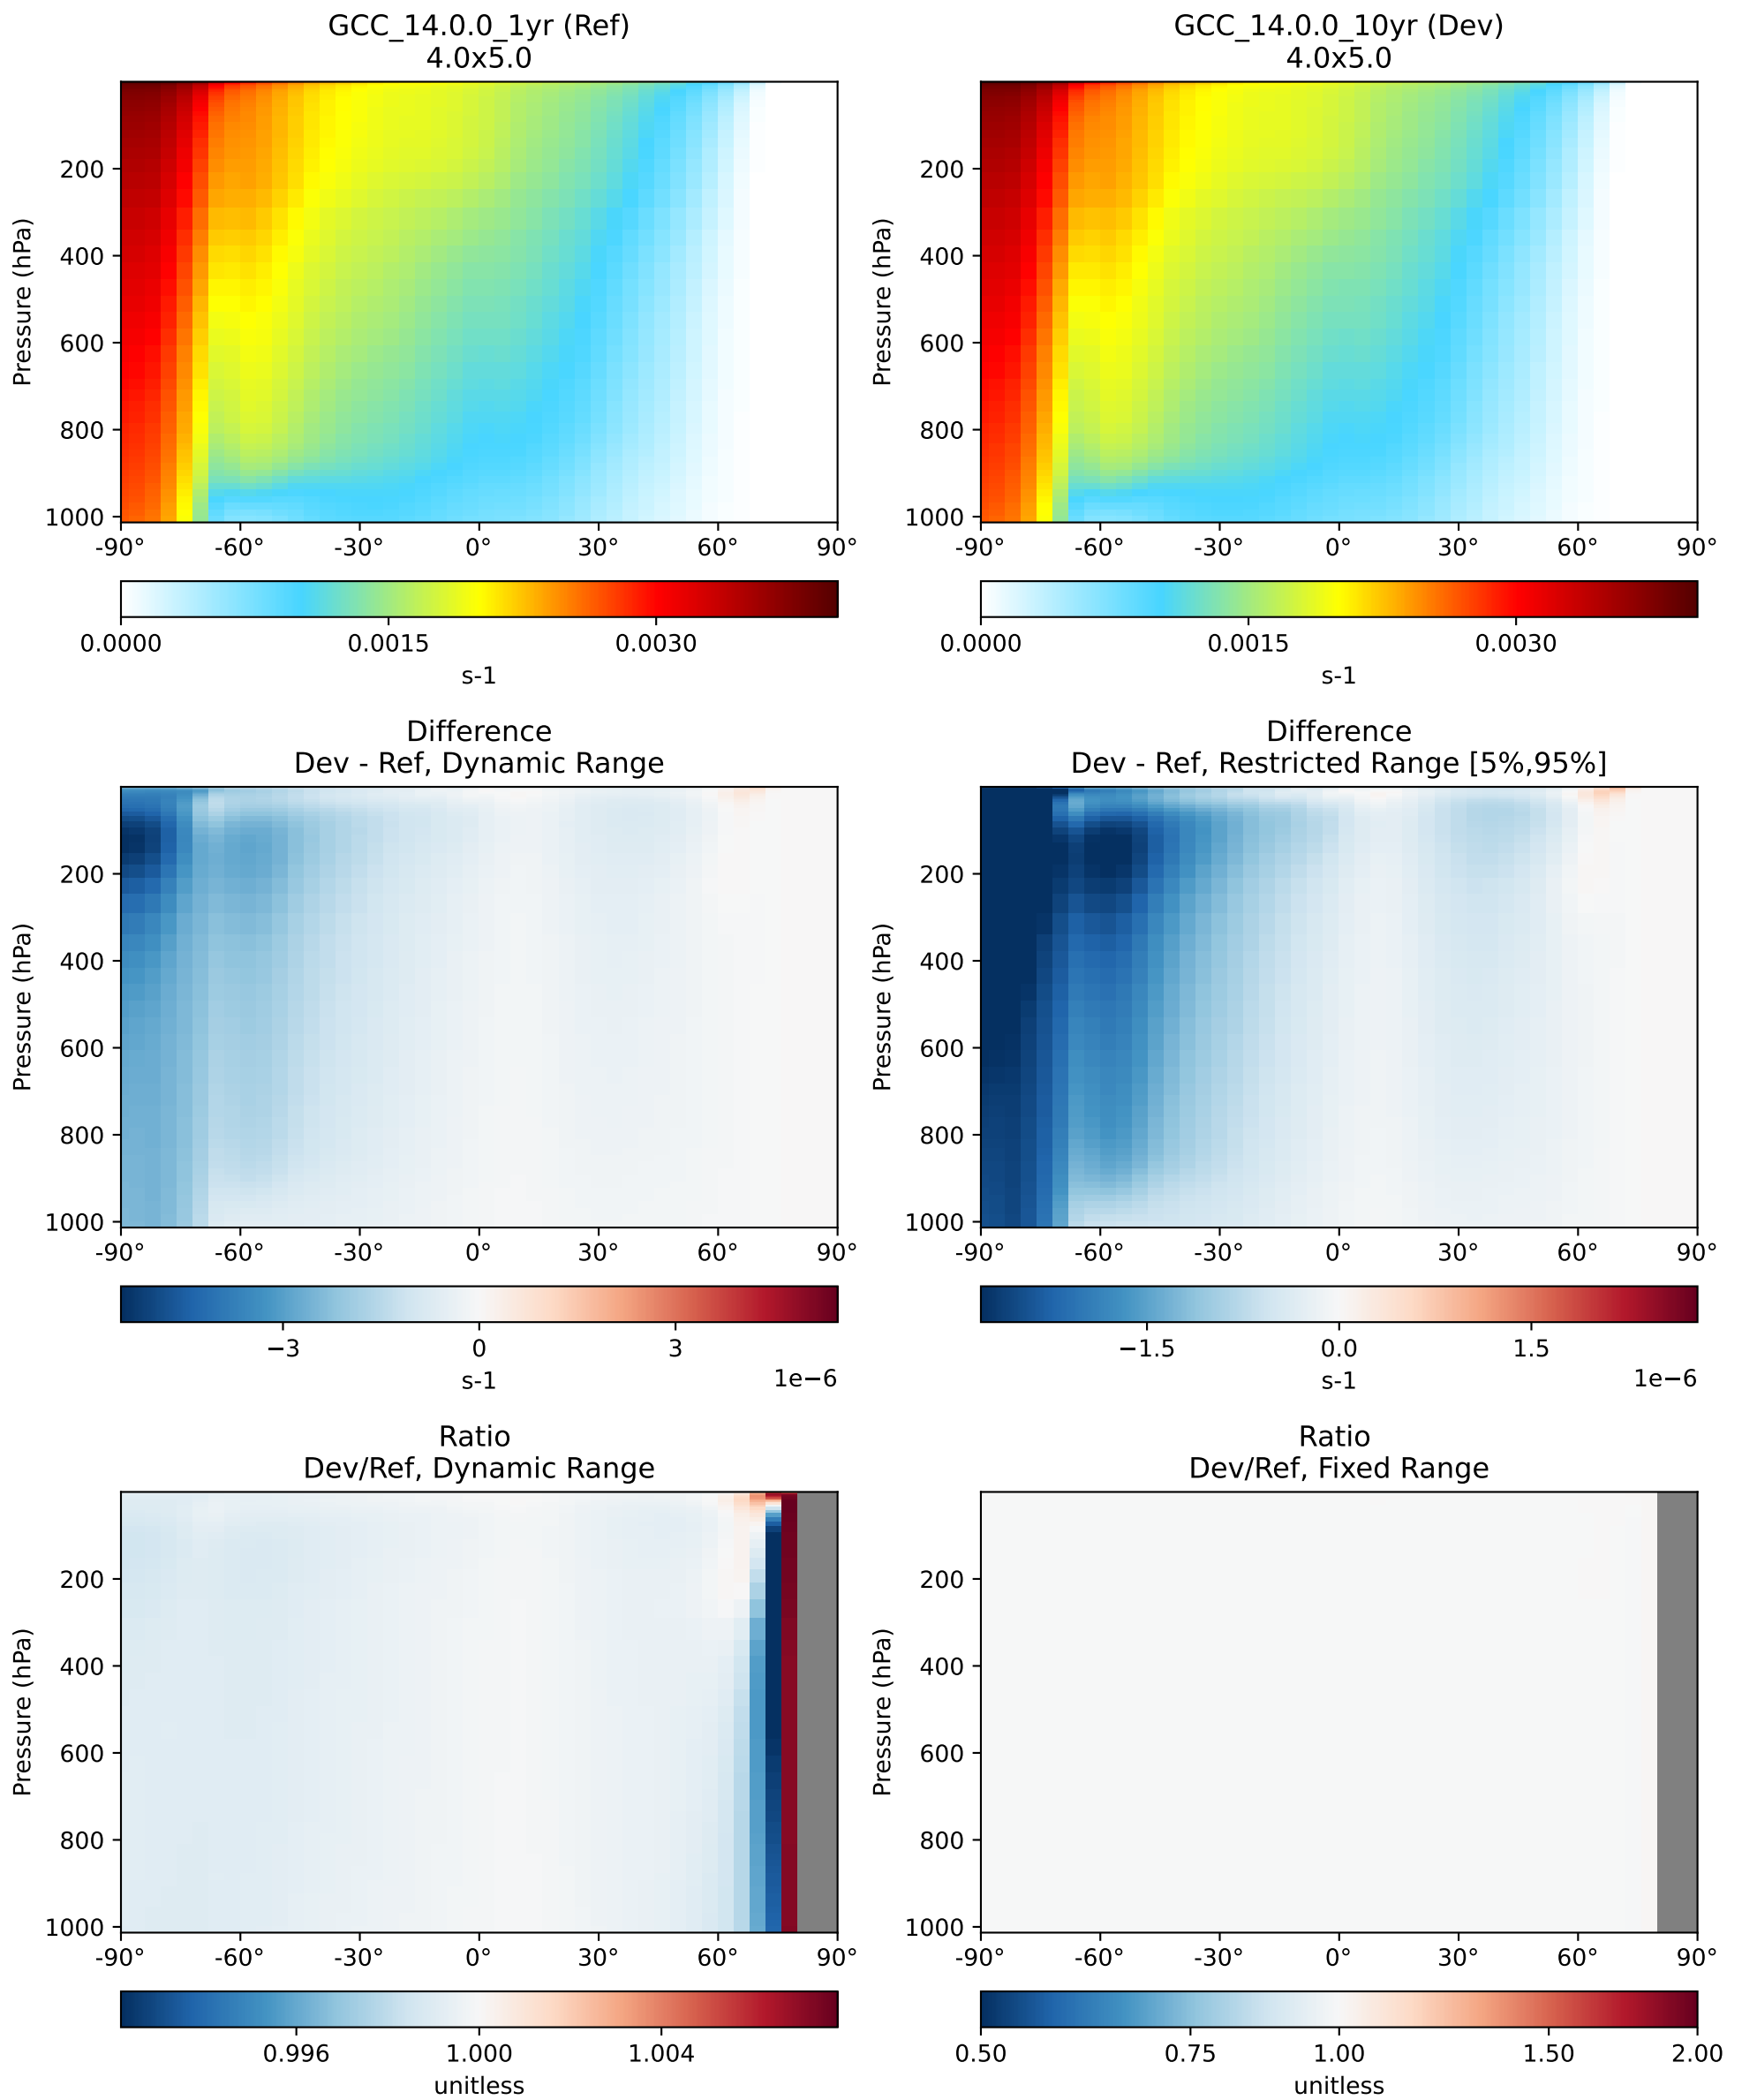 GCC_14.0.0_1yr (Ref)
4.0x5.0
GCC_14.0.0_10yr (Dev)
4.0x5.0
Pressure (hPa)
200
400
600
800
1000
-90° -60° -30° 0° 30° 60° 90°
0.0000 0.0015 0.0030
s-1
Pressure (hPa)
200
400
600
800
1000
-90° -60° -30° 0° 30° 60° 90°
0.0000 0.0015 0.0030
s-1
Difference
Dev - Ref, Dynamic Range
Pressure (hPa)
200
400
600
800
1000
-90° -60° -30° 0° 30° 60° 90°
−3 0 3
s-1 1e−6
Difference
Dev - Ref, Restricted Range [5%,95%]
Pressure (hPa)
200
400
600
800
1000
-90° -60° -30° 0° 30° 60° 90°
−1.5 0.0 1.5
s-1 1e−6
Ratio
Dev/Ref, Dynamic Range
Pressure (hPa)
200
400
600
800
1000
-90° -60° -30° 0° 30° 60° 90°
0.996 1.000 1.004
unitless
Ratio
Dev/Ref, Fixed Range
Pressure (hPa)
200
400
600
800
1000
-90° -60° -30° 0° 30° 60° 90°
0.50 0.75 1.00 1.50 2.00
unitless